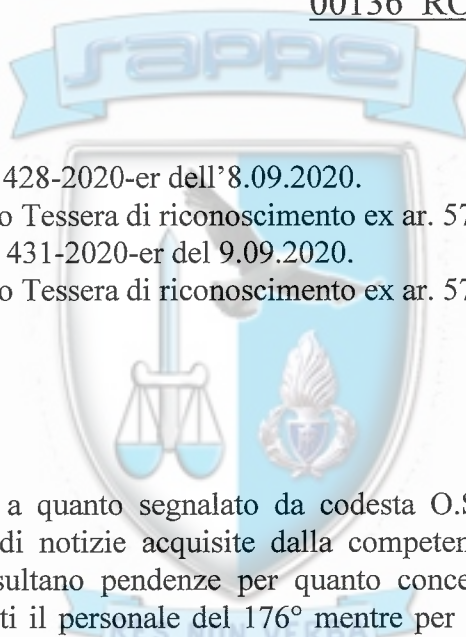 00136 RO
sappe
428-2020-er dell'8.09.2020.
o Tessera di riconoscimento ex ar. 57
431-2020-er del 9.09.2020.
o Tessera di riconoscimento ex ar. 57
a quanto segnalato da codesta O.S
di notizie acquisite dalla competen
sultano pendenze per quanto conce
ti il personale del 176° mentre per